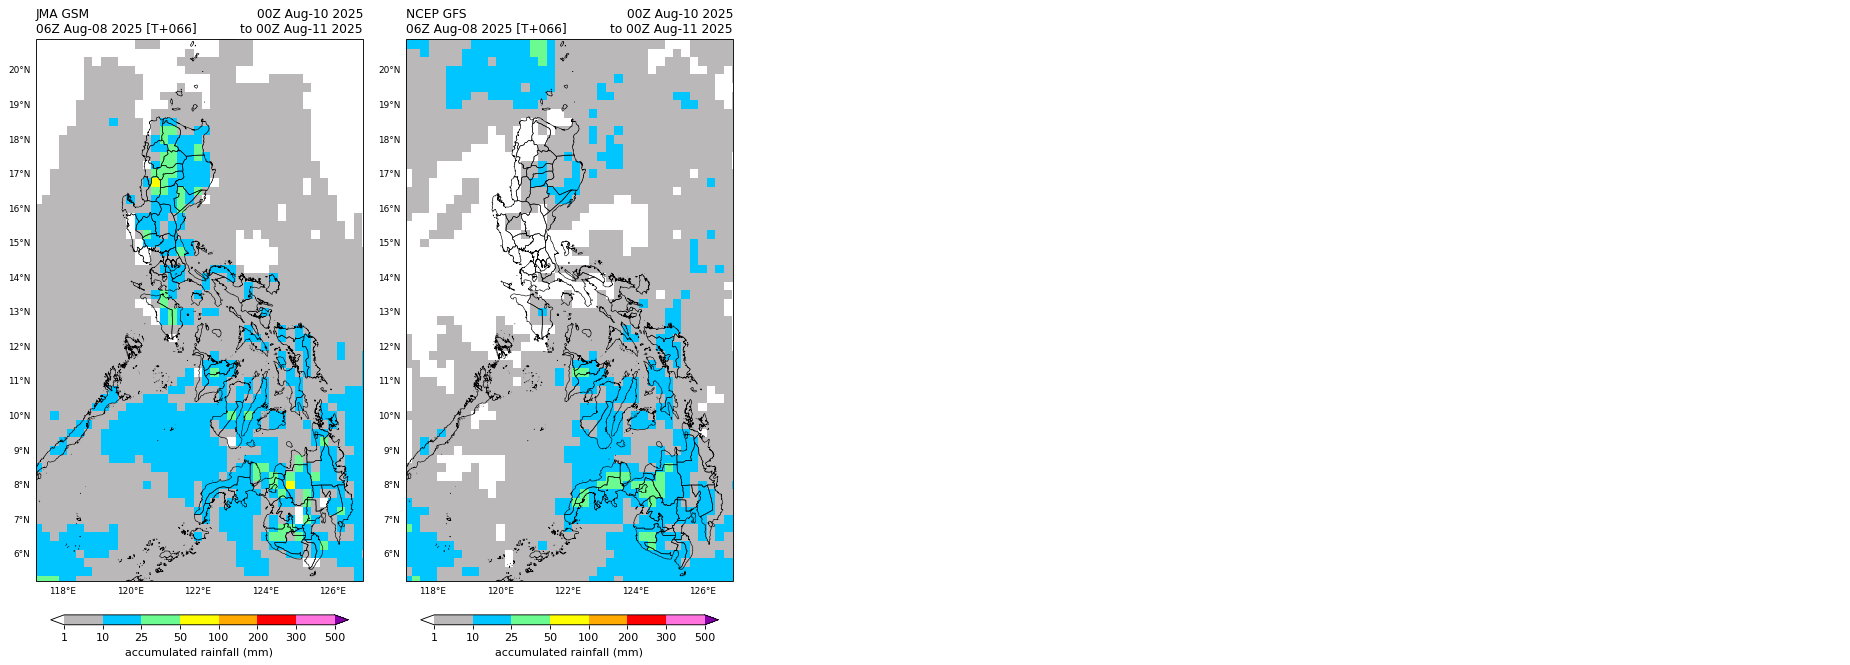 JMA GSM 00Z Aug-10 2025
06Z Aug-08 2025 [T+066] to 00Z Aug-11 2025
20°N
19°N
18°N
17°N
16°N
15°N
14°N
13°N
12°N
11°N
10°N
9°N
8°N
7°N
6°N
118°E 120°E 122°E 124°E 126°E
1 10 25 50 100 200 300 500
accumulated rainfall (mm)
NCEP GFS 00Z Aug-10 2025
06Z Aug-08 2025 [T+066] to 00Z Aug-11 2025
20°N
19°N
18°N
17°N
16°N
15°N
14°N
13°N
12°N
11°N
10°N
9°N
8°N
7°N
6°N
118°E 120°E 122°E 124°E 126°E
1 10 25 50 100 200 300 500
accumulated rainfall (mm)